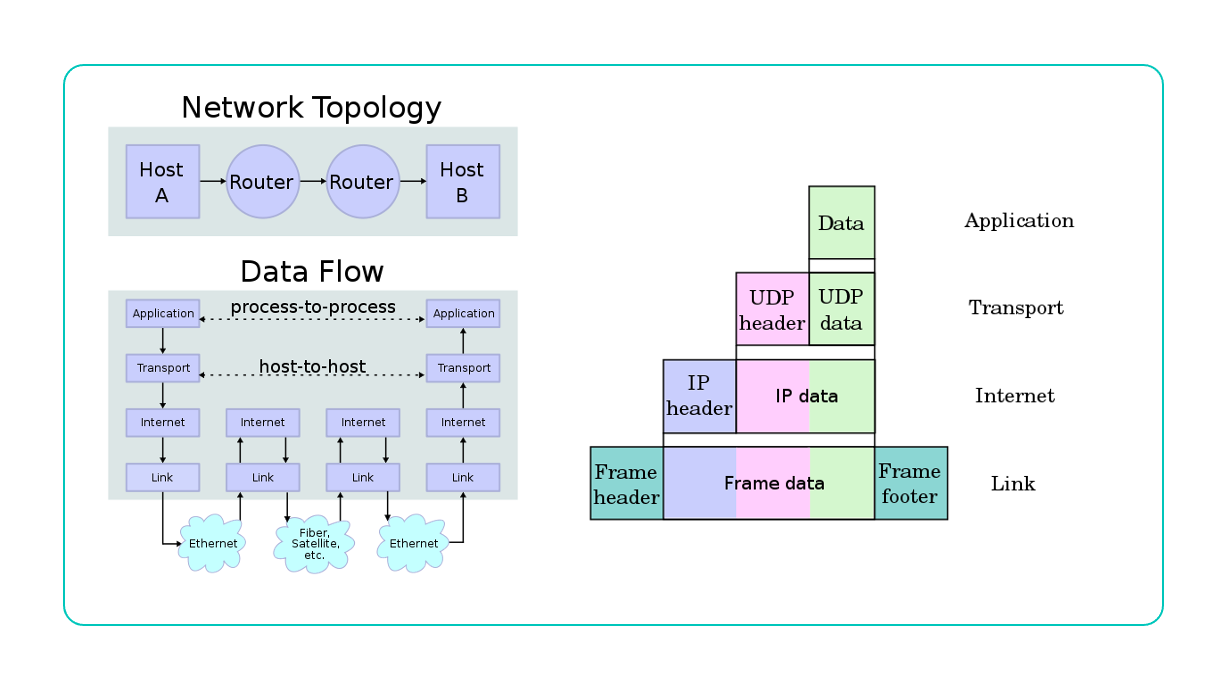 Network Topology
Host
A
Router
Router
Host
B
Data Flow
Application
process-to-process
Application
Transport
host-to-host
Transport
Internet
Internet
Internet
Internet
Link
Link
Link
Link
Ethernet
Fiber,
Satellite,
etc.
Ethernet
Data
Application
UDP
header
UDP
data
Transport
IP
header
IP data
Internet
Frame
header
Frame data
Frame
footer
Link